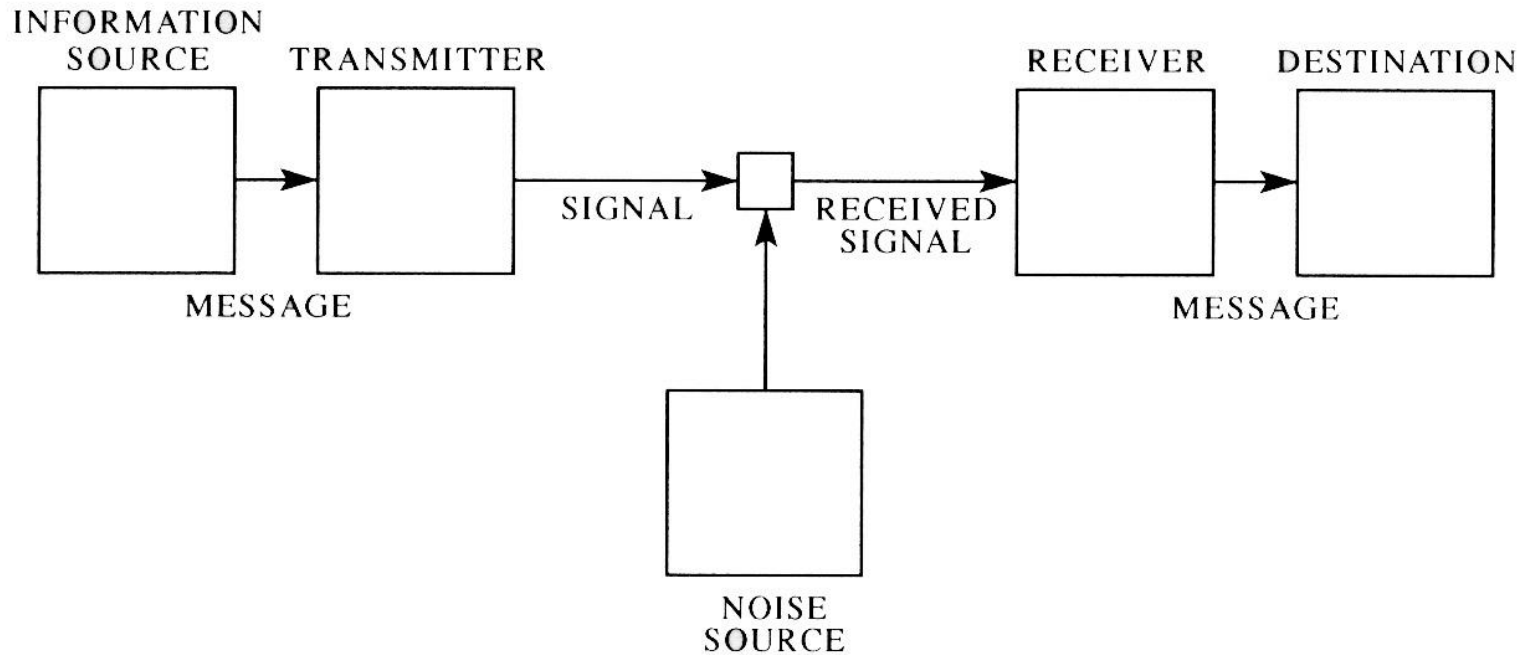 INFORMATION
SOURCE
TRANSMITTER
RECEIVER
DESTINATION
SIGNAL
RECEIVED
SIGNAL
MESSAGE
MESSAGE
NOISE
SOURCE